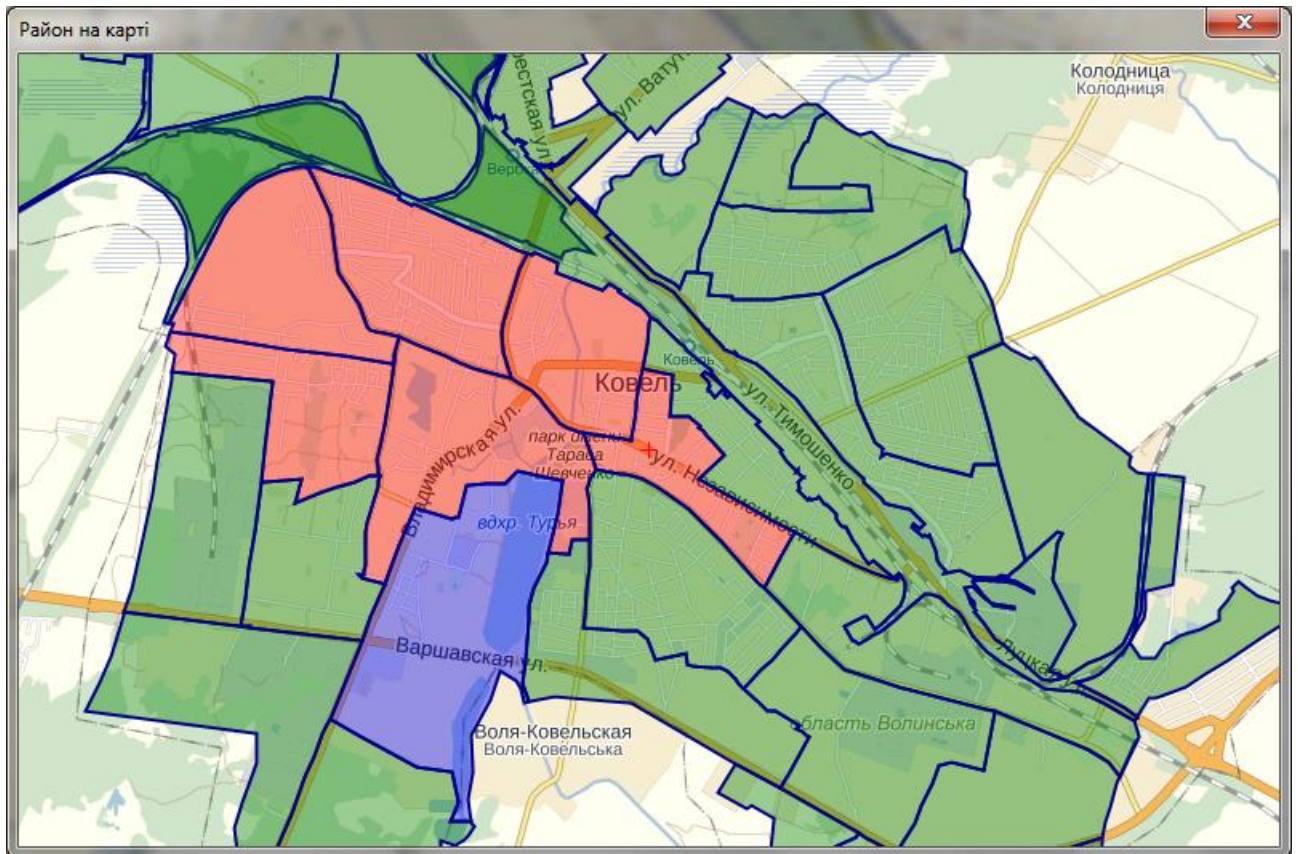 Район на карті
Колодница
Колодниця
рестская ул.
ул. Ватут
Вербка
Ковель
Ковель
ул. Тимошенко
Владимирская ул.
парк имени
Тараса
Шевченко
ул. Независимости
вдхр. Турья
Варшавская ул.
Луцкая ул.
Воля-Ковельская
Воля-Ковельська
область Волинська